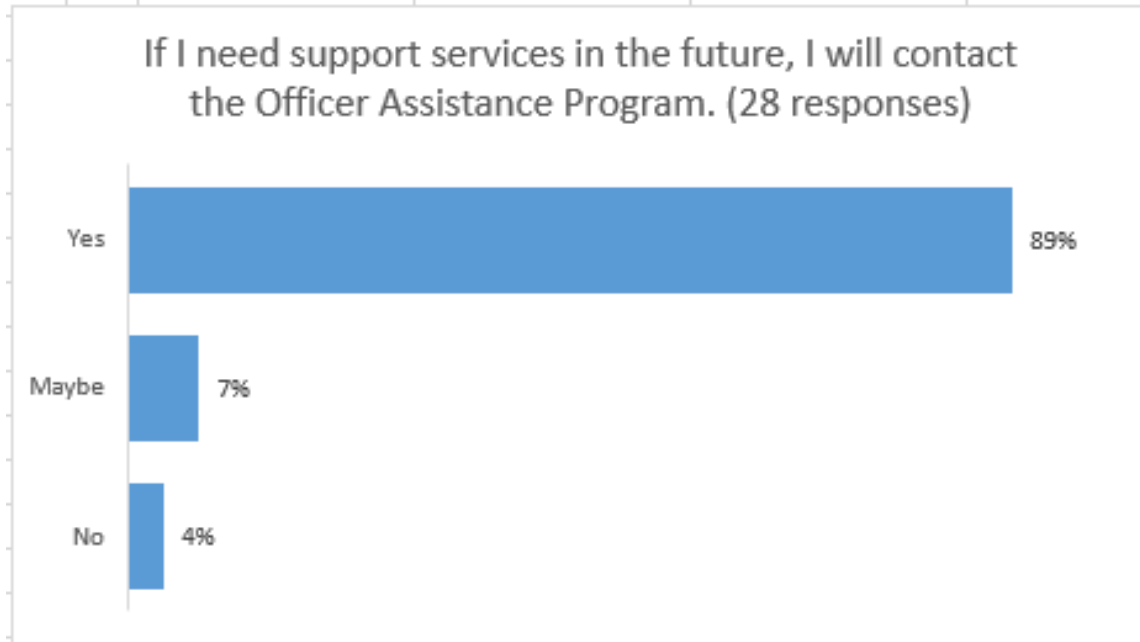 If I need support services in the future, I will contact
the Officer Assistance Program. (28 responses)
Yes
89%
Maybe
7%
No
4%